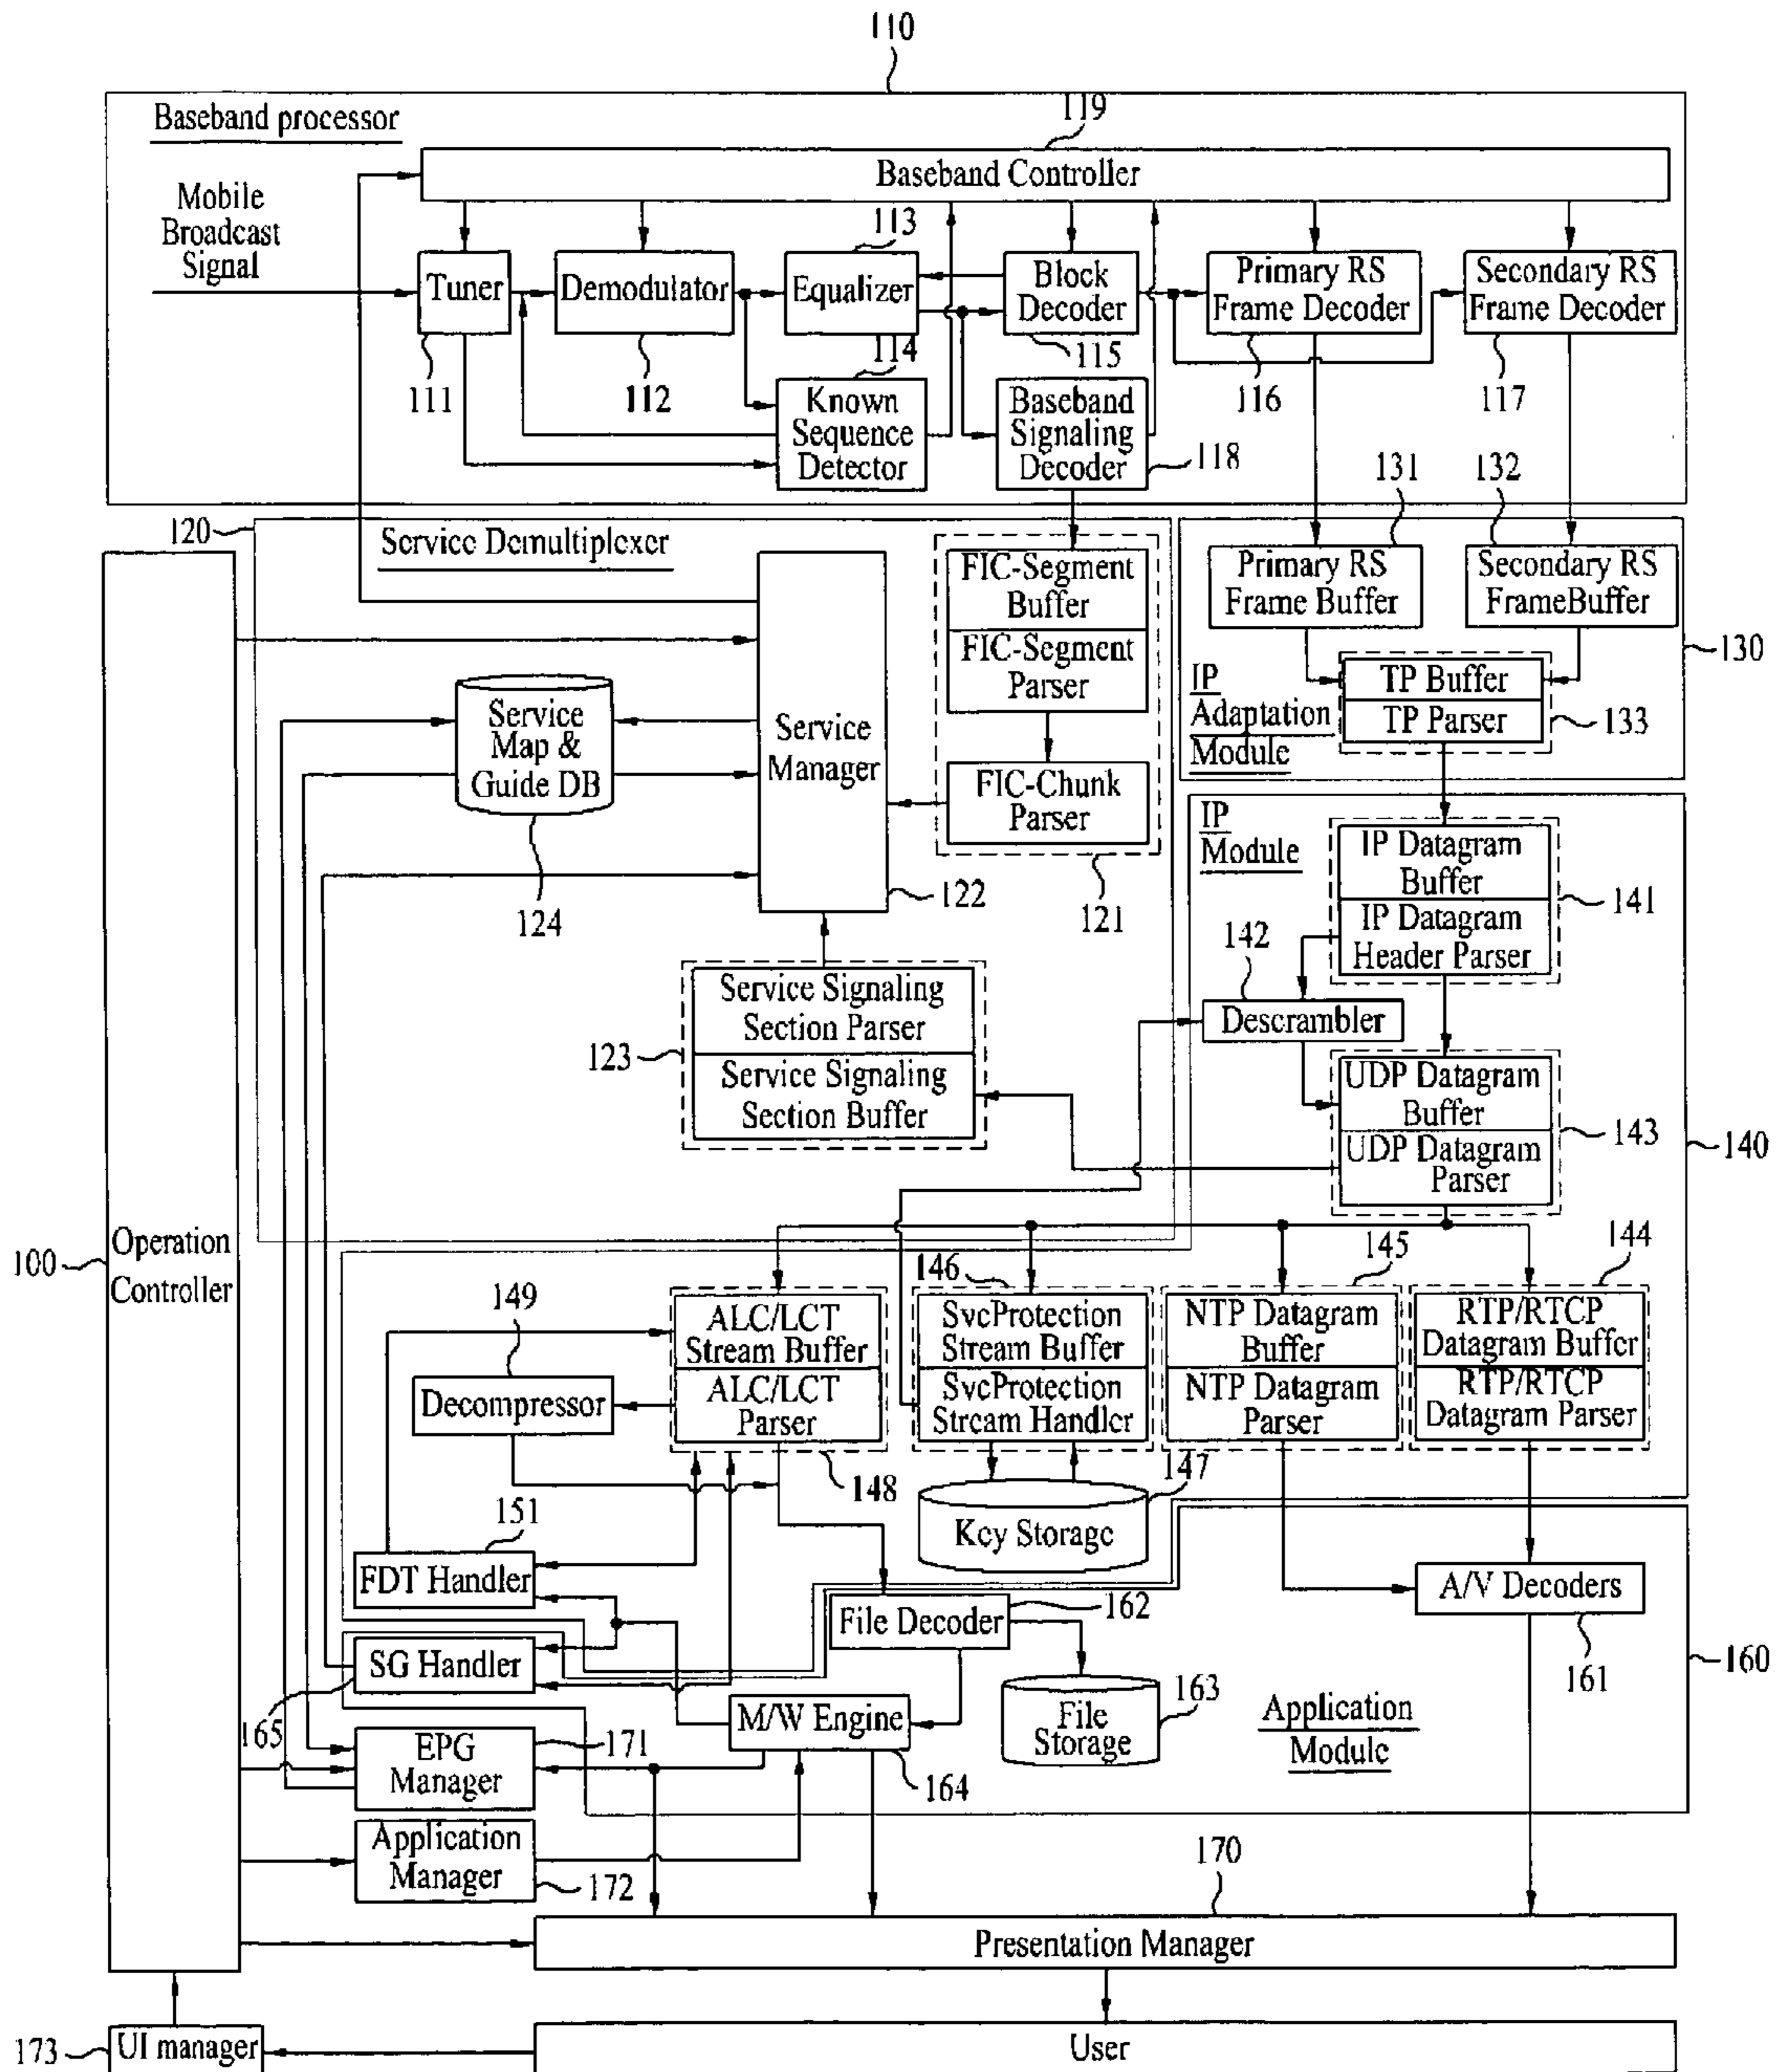 110
Baseband processor
119
Baseband Controller
Mobile
Broadcast
Signal
113
Tuner
Demodulator
Equalizer
Block
Decoder
Primary RS
Frame Decoder
Secondary RS
Frame Decoder
111
112
114
115
116
117
Known
Sequence
Detector
Baseband
Signaling
Decoder
118
131
132
120
Service Demultiplexer
FIC-Segment
Buffer
FIC-Segment
Parser
Primary RS
Frame Buffer
Secondary RS
FrameBuffer
130
IP
Adaptation
Module
TP Buffer
TP Parser
133
Service
Map &
Guide DB
Service
Manager
FIC-Chunk
Parser
124
122
121
IP
Module
IP Datagram
Buffer
IP Datagram
Header Parser
141
142
Descrambler
123
Service Signaling
Section Parser
Service Signaling
Section Buffer
UDP Datagram
Buffer
UDP Datagram
Parser
143
140
100
Operation
Controller
149
146
145
144
ALC/LCT
Stream Buffer
ALC/LCT
Parser
SvcProtection
Stream Buffer
SvcProtection
Stream Handler
NTP Datagram
Buffer
NTP Datagram
Parser
RTP/RTCP
Datagram Buffer
RTP/RTCP
Datagram Parser
Decompressor
148
147
Key Storage
151
FDT Handler
A/V Decoders
161
File Decoder
162
SG Handler
165
160
File
Storage
163
M/W Engine
164
Application
Module
EPG
Manager
171
Application
Manager
172
170
Presentation Manager
173
UI manager
User